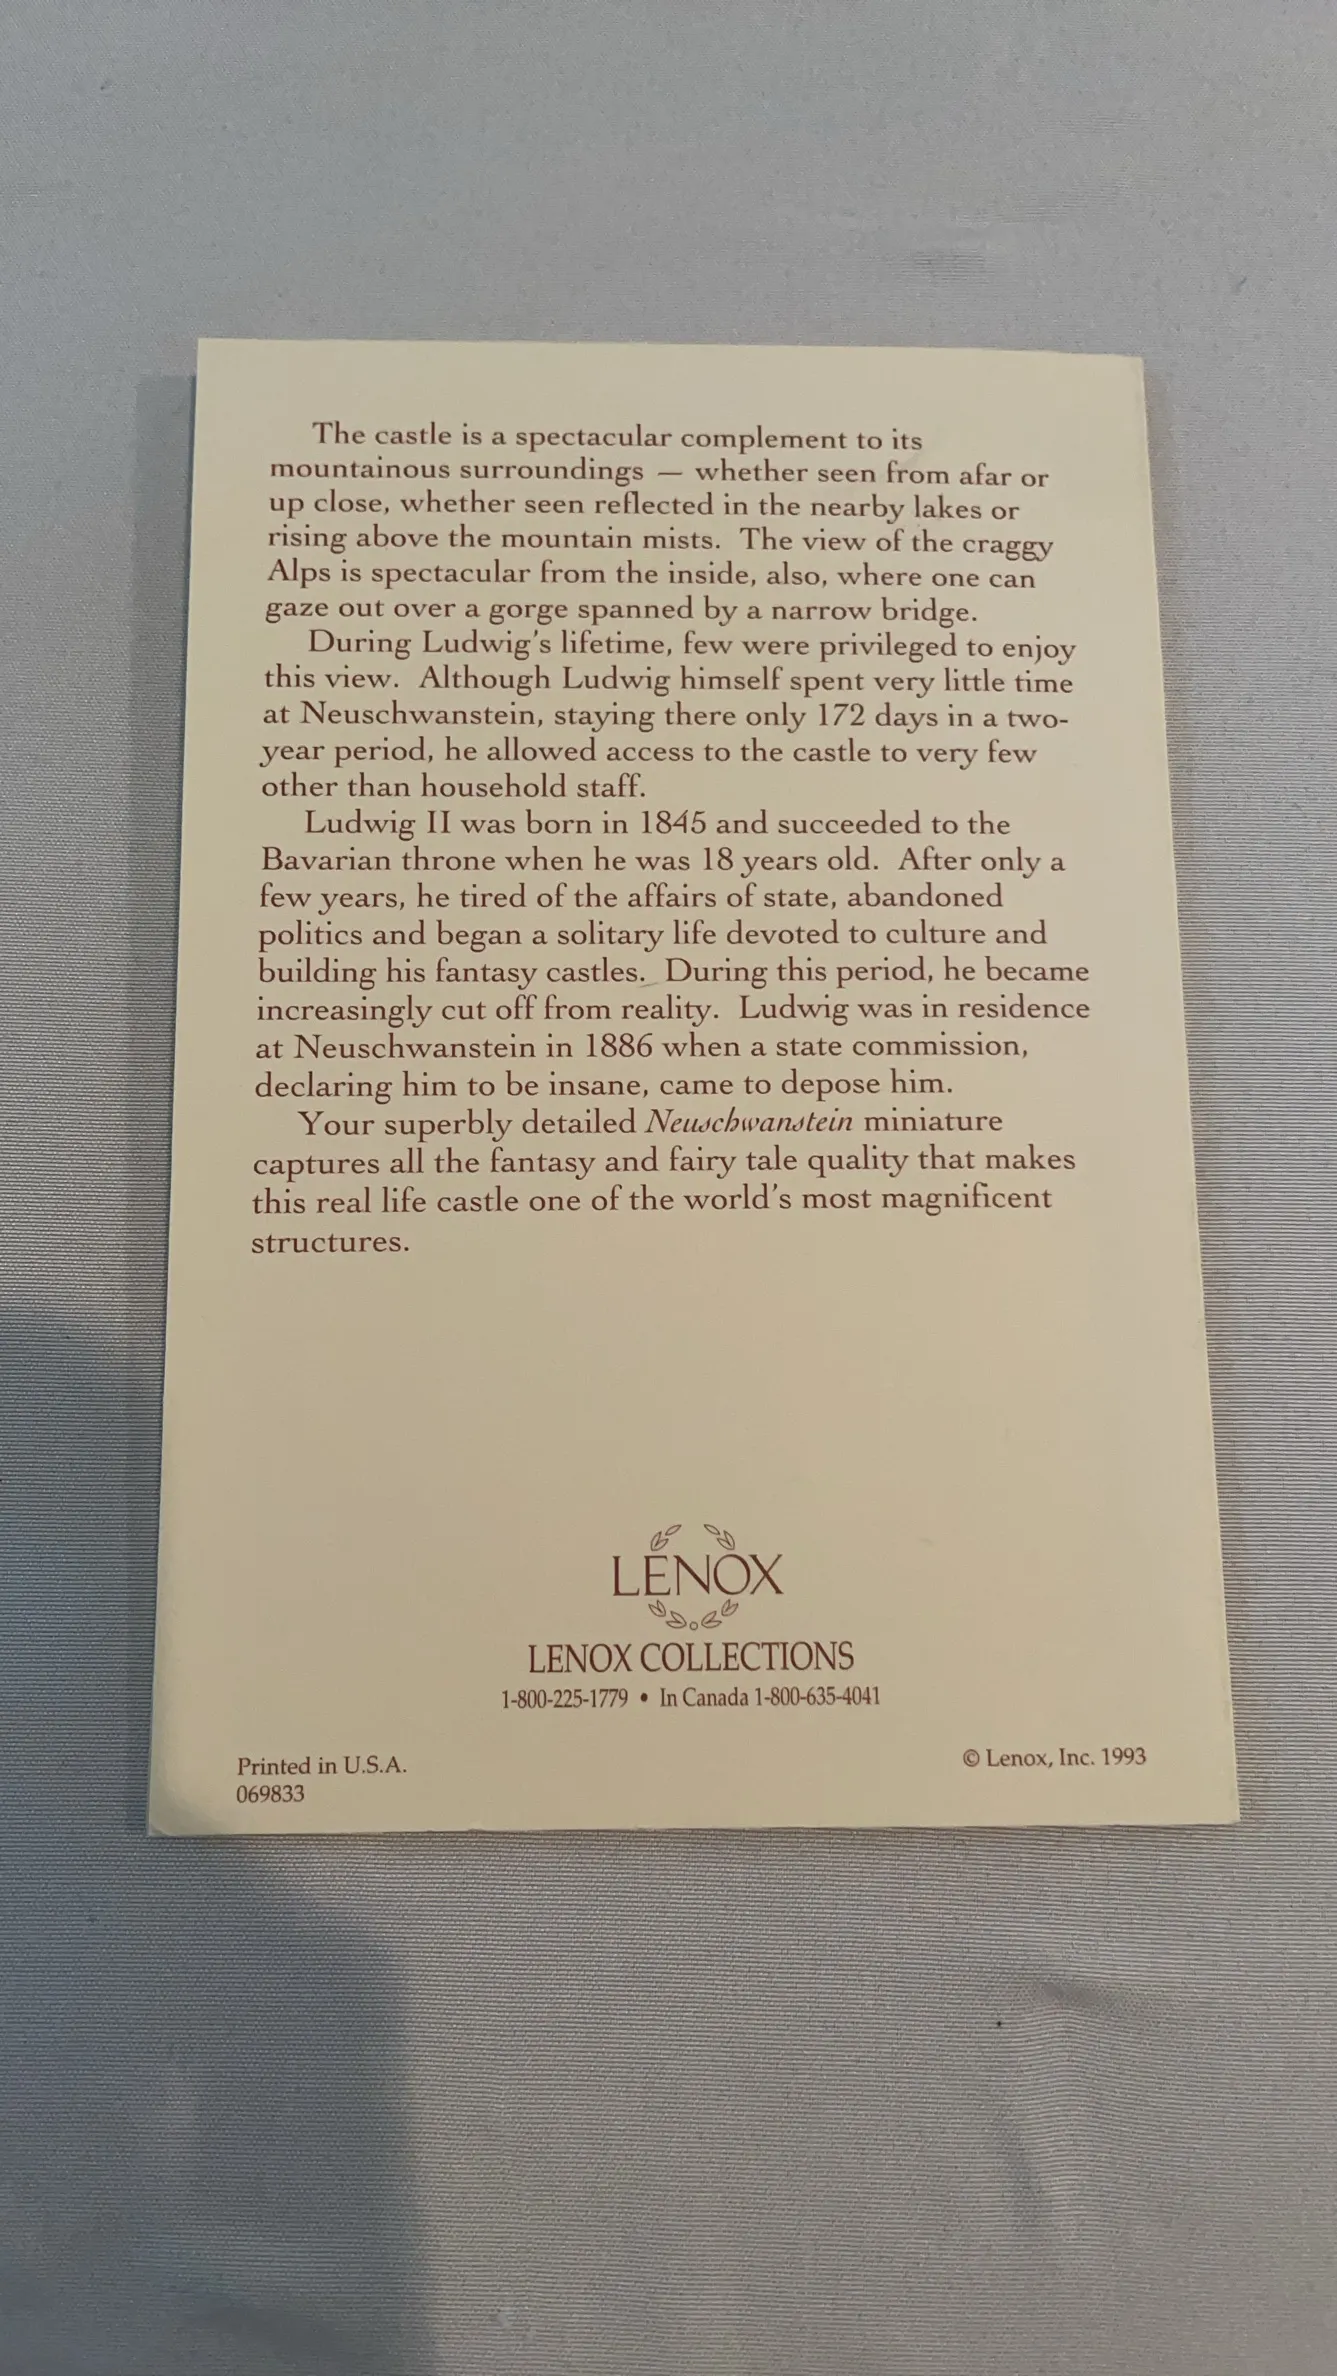 The castle is a spectacular complement to its
mountainous surroundings — whether seen from afar or
up close, whether seen reflected in the nearby lakes or
rising above the mountain mists. The view of the craggy
Alps is spectacular from the inside, also, where one can
gaze out over a gorge spanned by a narrow bridge.
During Ludwig's lifetime, few were privileged to enjoy
this view. Although Ludwig himself spent very little time
at Neuschwanstein, staying there only 172 days in a two-
year period, he allowed access to the castle to very few
other than household staff.
Ludwig II was born in 1845 and succeeded to the
Bavarian throne when he was 18 years old. After only a
few years, he tired of the affairs of state, abandoned
politics and began a solitary life devoted to culture and
building his fantasy castles. During this period, he became
increasingly cut off from reality. Ludwig was in residence
at Neuschwanstein in 1886 when a state commission,
declaring him to be insane, came to depose him.
Your superbly detailed Neuschwanstein miniature
captures all the fantasy and fairy tale quality that makes
this real life castle one of the world's most magnificent
structures.
LENOX
LENOX COLLECTIONS
1-800-225-1779 • In Canada 1-800-635-4041
Printed in U.S.A.
069833
© Lenox, Inc. 1993